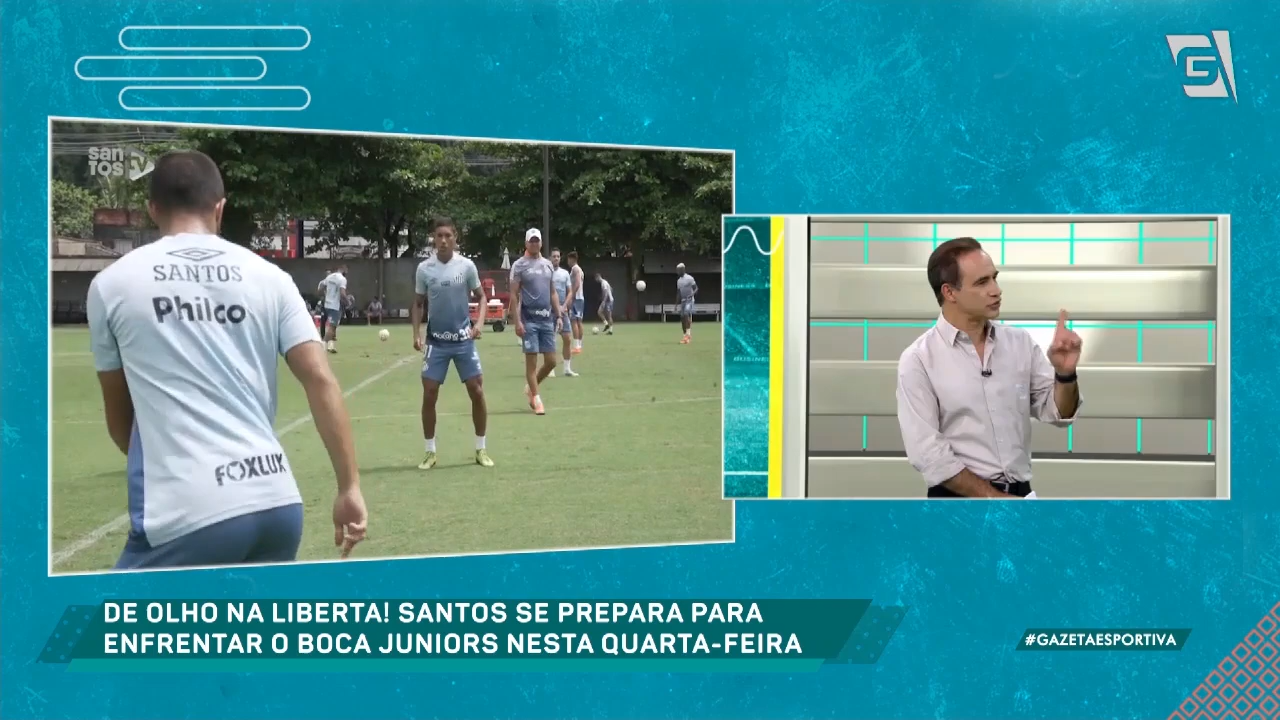 SANTOS
TV
SANTOS
Philco
FOXLUX
G
DE OLHO NA LIBERTA! SANTOS SE PREPARA PARA
ENFRENTAR O BOCA JUNIORS NESTA QUARTA-FEIRA
#GAZETAESPORTIVA